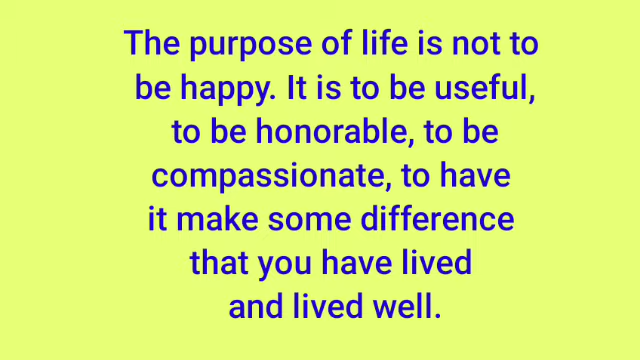 The purpose of life is not to
be happy. It is to be useful,
to be honorable, to be
compassionate, to have
it make some difference
that you have lived
and lived well.